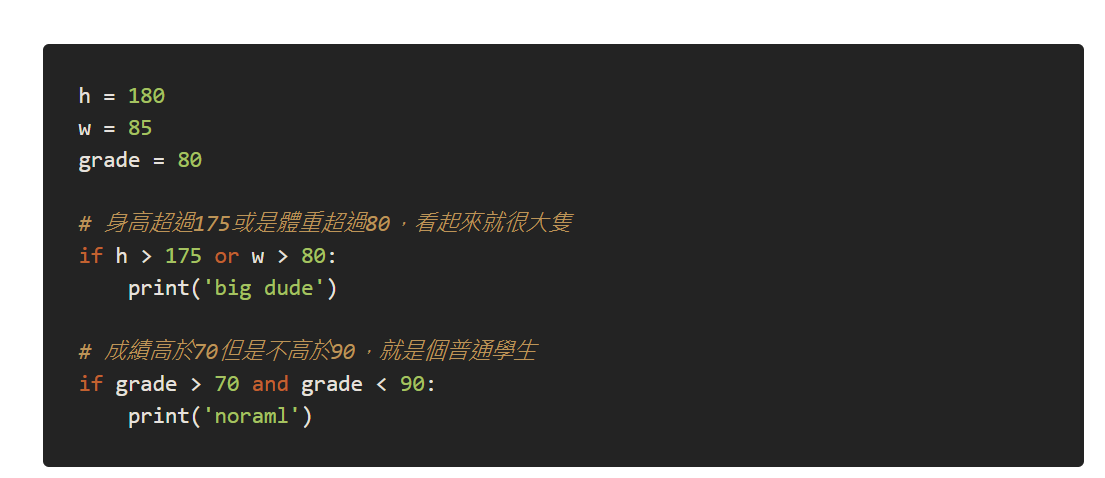 h = 180
w = 85
grade = 80
# 身高超過175或是體重超過80，看起來就很大隻
if h > 175 or w > 80:
    print('big dude')
# 成績高於70但是不高於90，就是個普通學生
if grade > 70 and grade < 90:
    print('noraml')